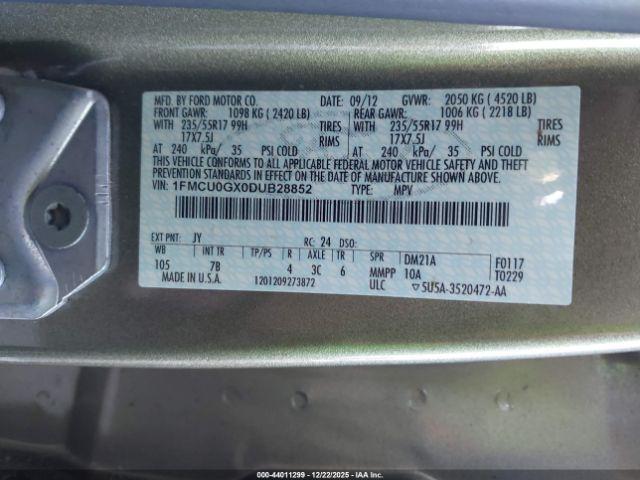 MFD. BY FORD MOTOR CO. DATE: 09/12 GVWR: 2050 KG ( 4520 LB)
FRONT GAWR: 1098 KG ( 2420 LB) REAR GAWR: 1006 KG ( 2218 LB)
WITH 235/55R17 99H TIRES WITH 235/55R17 99H TIRES
17X7.5J RIMS 17X7.5J RIMS
AT 240 kPa/ 35 PSI COLD AT 240 kPa/ 35 PSI COLD
THIS VEHICLE CONFORMS TO ALL APPLICABLE FEDERAL MOTOR VEHICLE SAFETY AND BUMPER STANDARDS AND THEFT PREVENTION STANDARDS IN EFFECT ON THE DATE OF MANUFACTURE SHOWN ABOVE.
VIN: 1FMCU0GX0DUB28852 TYPE: MPV
EXT PNT: JY RC: 24 DSO:
WB INT TR TP/PS R AXLE TR SPR DM21A F0117
105 7B 4 3C 6 MMPP 10A T0229
MADE IN U.S.A. 1201209273872 ULC 5U5A-3520472-AA
000-44011299 - 12/22/2025 - IAAI.COM